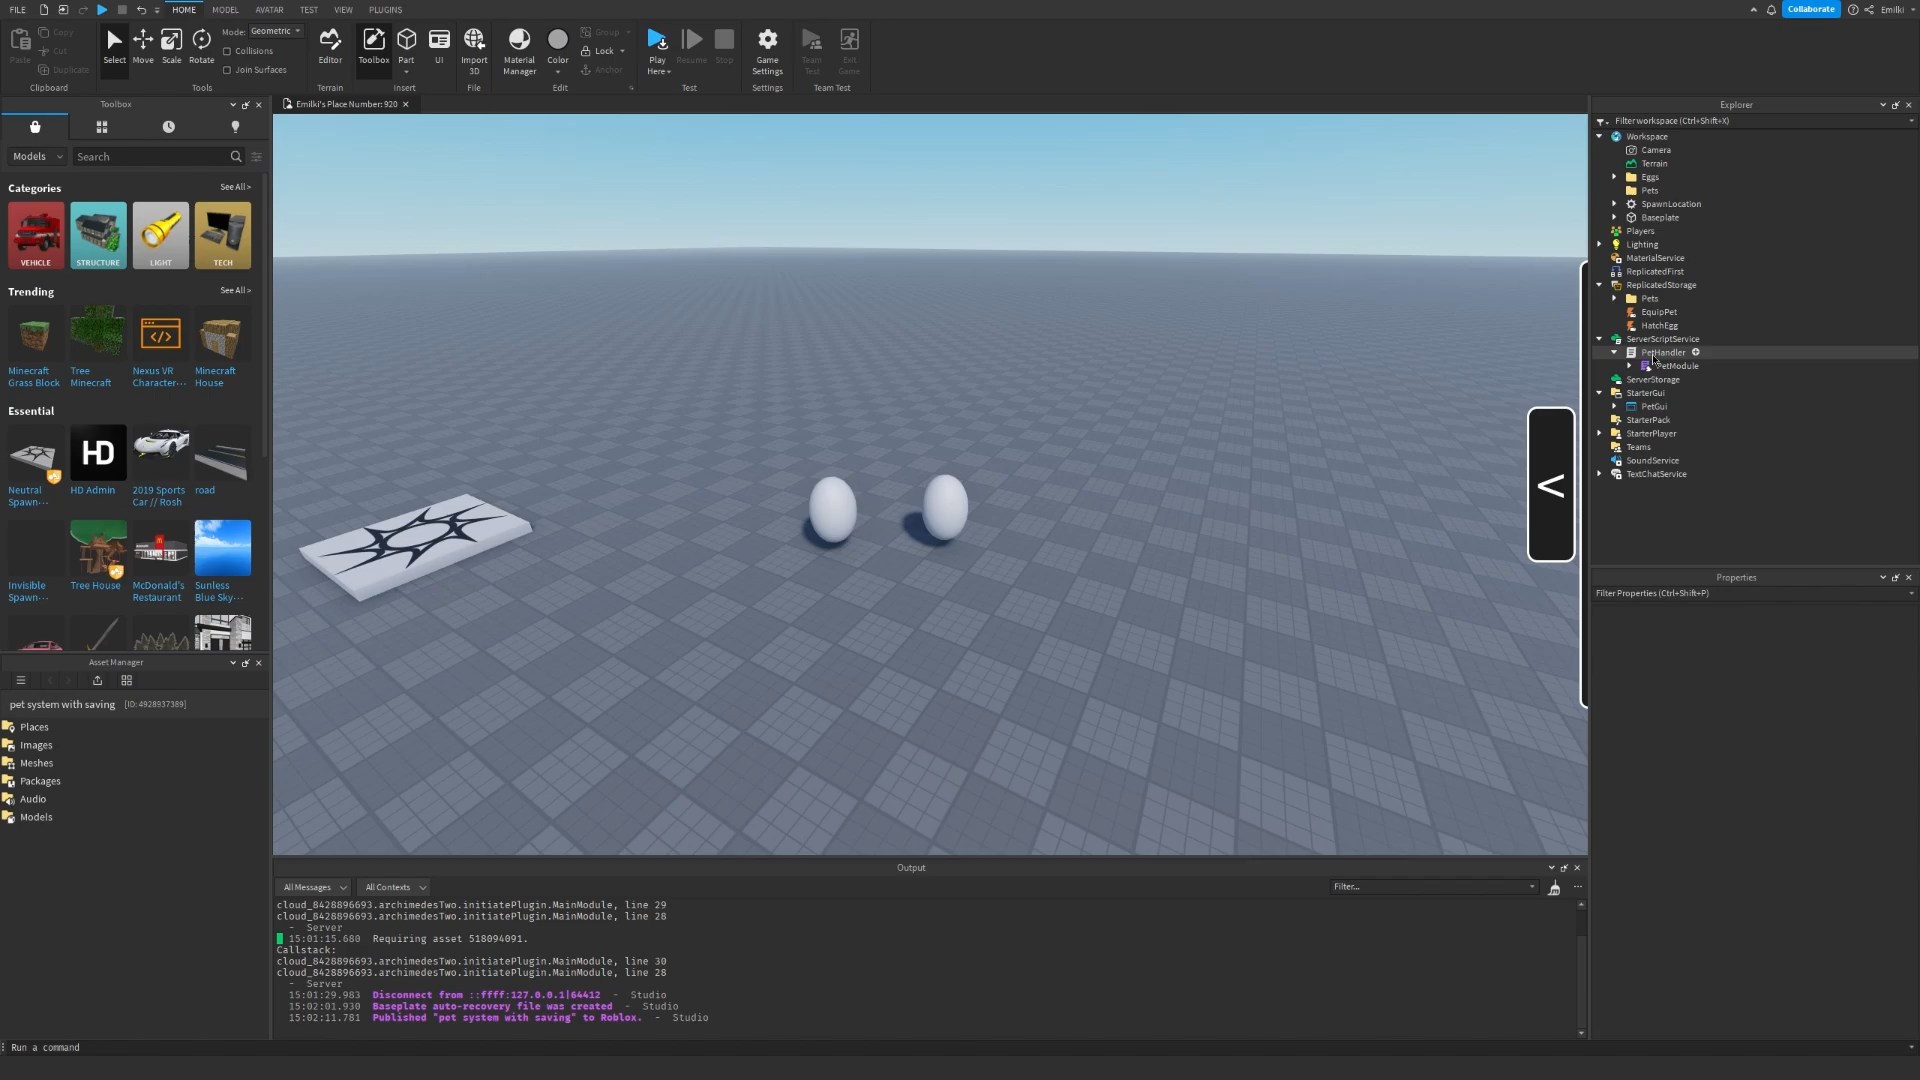 FILE HOME MODEL AVATAR TEST VIEW PLUGINS Collaborate Emilki
Paste Copy Cut Duplicate
Select Move Scale Rotate
Mode: Geometric
Collisions
Join Surfaces
Editor Toolbox Part UI Import 3D Material Manager Color
Group
Lock
Anchor
Play Here Resume Stop Game Settings Team Test Exit Game
Clipboard Tools Terrain Insert File Edit Test Settings Team Test
Toolbox
Models Search
Categories See All >
VEHICLE STRUCTURE LIGHT TECH
Trending See All >
Minecraft Grass Block
Tree Minecraft
Nexus VR Character···
Minecraft House
Essential
HD
Neutral Spawn···
HD Admin
2019 Sports Car // Rosh
road
Invisible Spawn···
Tree House
McDonald's Restaurant
Sunless Blue Sky···
Asset Manager
pet system with saving [ID: 4928937389]
Places
Images
Meshes
Packages
Audio
Models
Emilki's Place Number: 920
<
Output
All Messages All Contexts Filter...
cloud_8428896693.archimedesTwo.initiatePlugin.MainModule, line 29
cloud_8428896693.archimedesTwo.initiatePlugin.MainModule, line 28
- Server
15:01:15.680 Requiring asset 518094091.
Callstack:
cloud_8428896693.archimedesTwo.initiatePlugin.MainModule, line 30
cloud_8428896693.archimedesTwo.initiatePlugin.MainModule, line 28
- Server
15:01:29.983 Disconnect from ::ffff:127.0.0.1|64412 - Studio
15:02:01.930 Baseplate auto-recovery file was created - Studio
15:02:11.781 Published "pet system with saving" to Roblox. - Studio
Run a command
Explorer
Filter workspace (Ctrl+Shift+X)
Workspace
Camera
Terrain
Eggs
Pets
SpawnLocation
Baseplate
Players
Lighting
MaterialService
ReplicatedFirst
ReplicatedStorage
Pets
EquipPet
HatchEgg
ServerScriptService
PetHandler
PetModule
ServerStorage
StarterGui
PetGui
StarterPack
StarterPlayer
Teams
SoundService
TextChatService
Properties
Filter Properties (Ctrl+Shift+P)